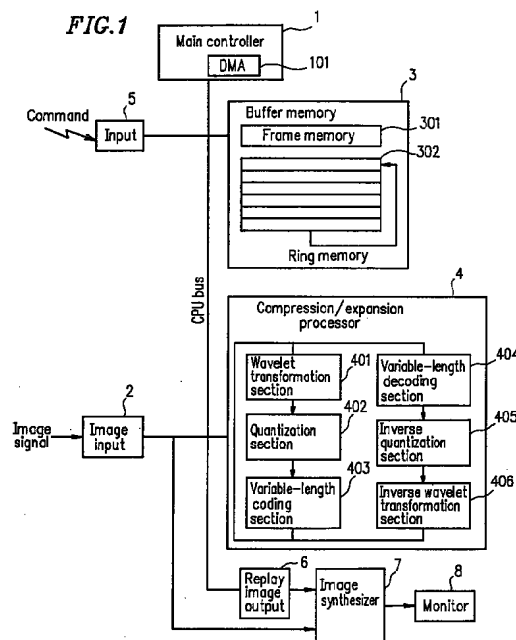 FIG.1
1
Main controller
DMA
101
3
5
Command
Input
Buffer memory
Frame memory
301
302
Ring memory
CPU bus
4
Compression/expansion
processor
Wavelet
transformation
section
401
Variable-length
decoding
section
404
2
Image
signal
Image
input
Quantization
section
402
Inverse
quantization
section
405
Variable-length
coding
section
403
Inverse wavelet
transformation
section
406
6
Replay
image
output
7
Image
synthesizer
8
Monitor